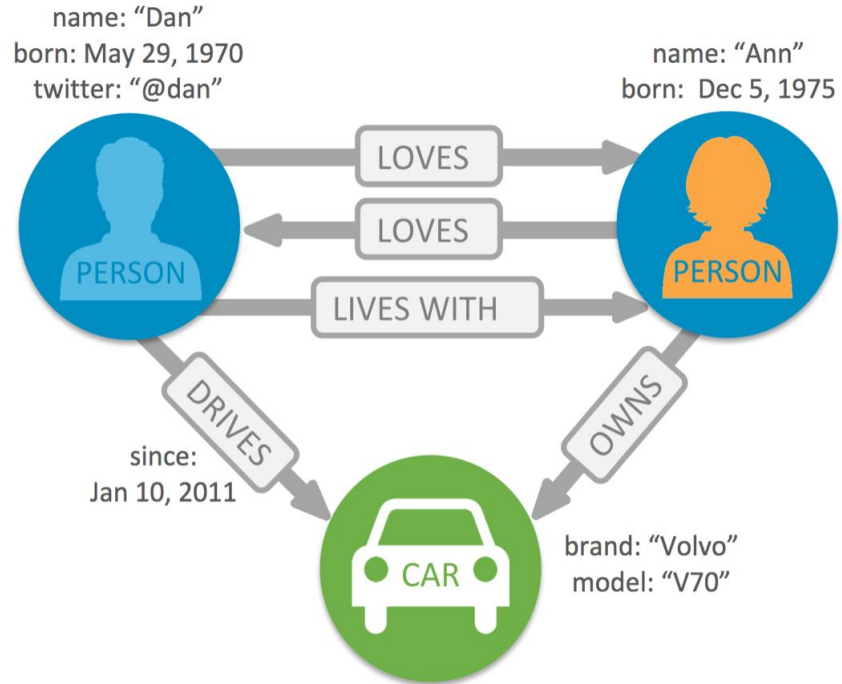 name: “Dan”
born: May 29, 1970
twitter: “@dan”
name: “Ann”
born: Dec 5, 1975
PERSON
LOVES
LOVES
LIVES WITH
PERSON
DRIVES
since:
Jan 10, 2011
OWNS
CAR
brand: “Volvo”
model: “V70”